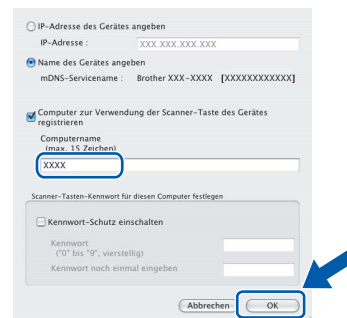 IP-Adresse des Gerätes angeben
IP-Adresse : XXX.XXX.XXX.XXX
Name des Gerätes angeben
mDNS-Servicename : Brother XXX-XXXX [XXXXXXXXXXXX]
Computer zur Verwendung der Scanner-Taste des Gerätes
registrieren
Computername
(max. 15 Zeichen)
XXXX
Scanner-Tasten-Kennwort für diesen Computer festlegen
Kennwort-Schutz einschalten
Kennwort
("0" bis "9", vierstellig)
Kennwort noch einmal eingeben
Abbrechen OK